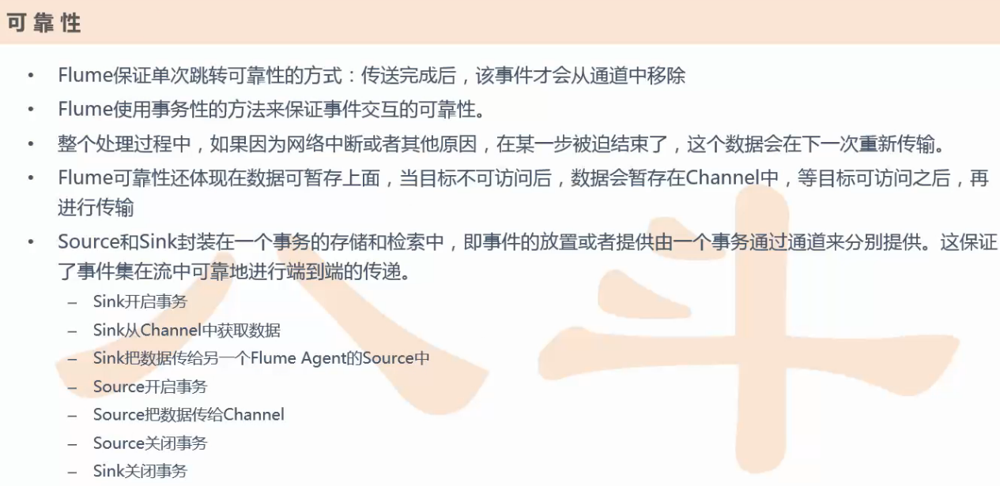 可靠性
• Flume保证单次跳转可靠性的方式：传送完成后，该事件才会从通道中移除
• Flume使用事务性的方法来保证事件交互的可靠性。
• 整个处理过程中，如果因为网络中断或者其他原因，在某一步被迫结束了，这个数据会在下一次重新传输。
• Flume可靠性还体现在数据可暂存上面，当目标不可访问后，数据会暂存在Channel中，等目标可访问之后，再
进行传输
• Source和Sink封装在一个事务的存储和检索中，即事件的放置或者提供由一个事务通过通道来分别提供。这保证
了事件集在流中可靠地进行端到端的传递。
– Sink开启事务
– Sink从Channel中获取数据
– Sink把数据传给另一个Flume Agent的Source中
– Source开启事务
– Source把数据传给Channel
– Source关闭事务
– Sink关闭事务
八斗